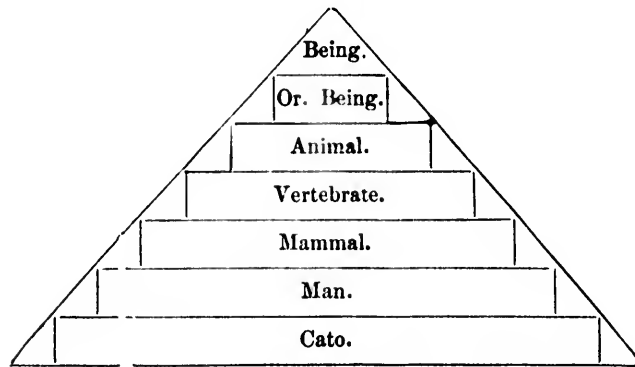 Being.
Or. Being.
Animal.
Vertebrate.
Mammal.
Man.
Cato.